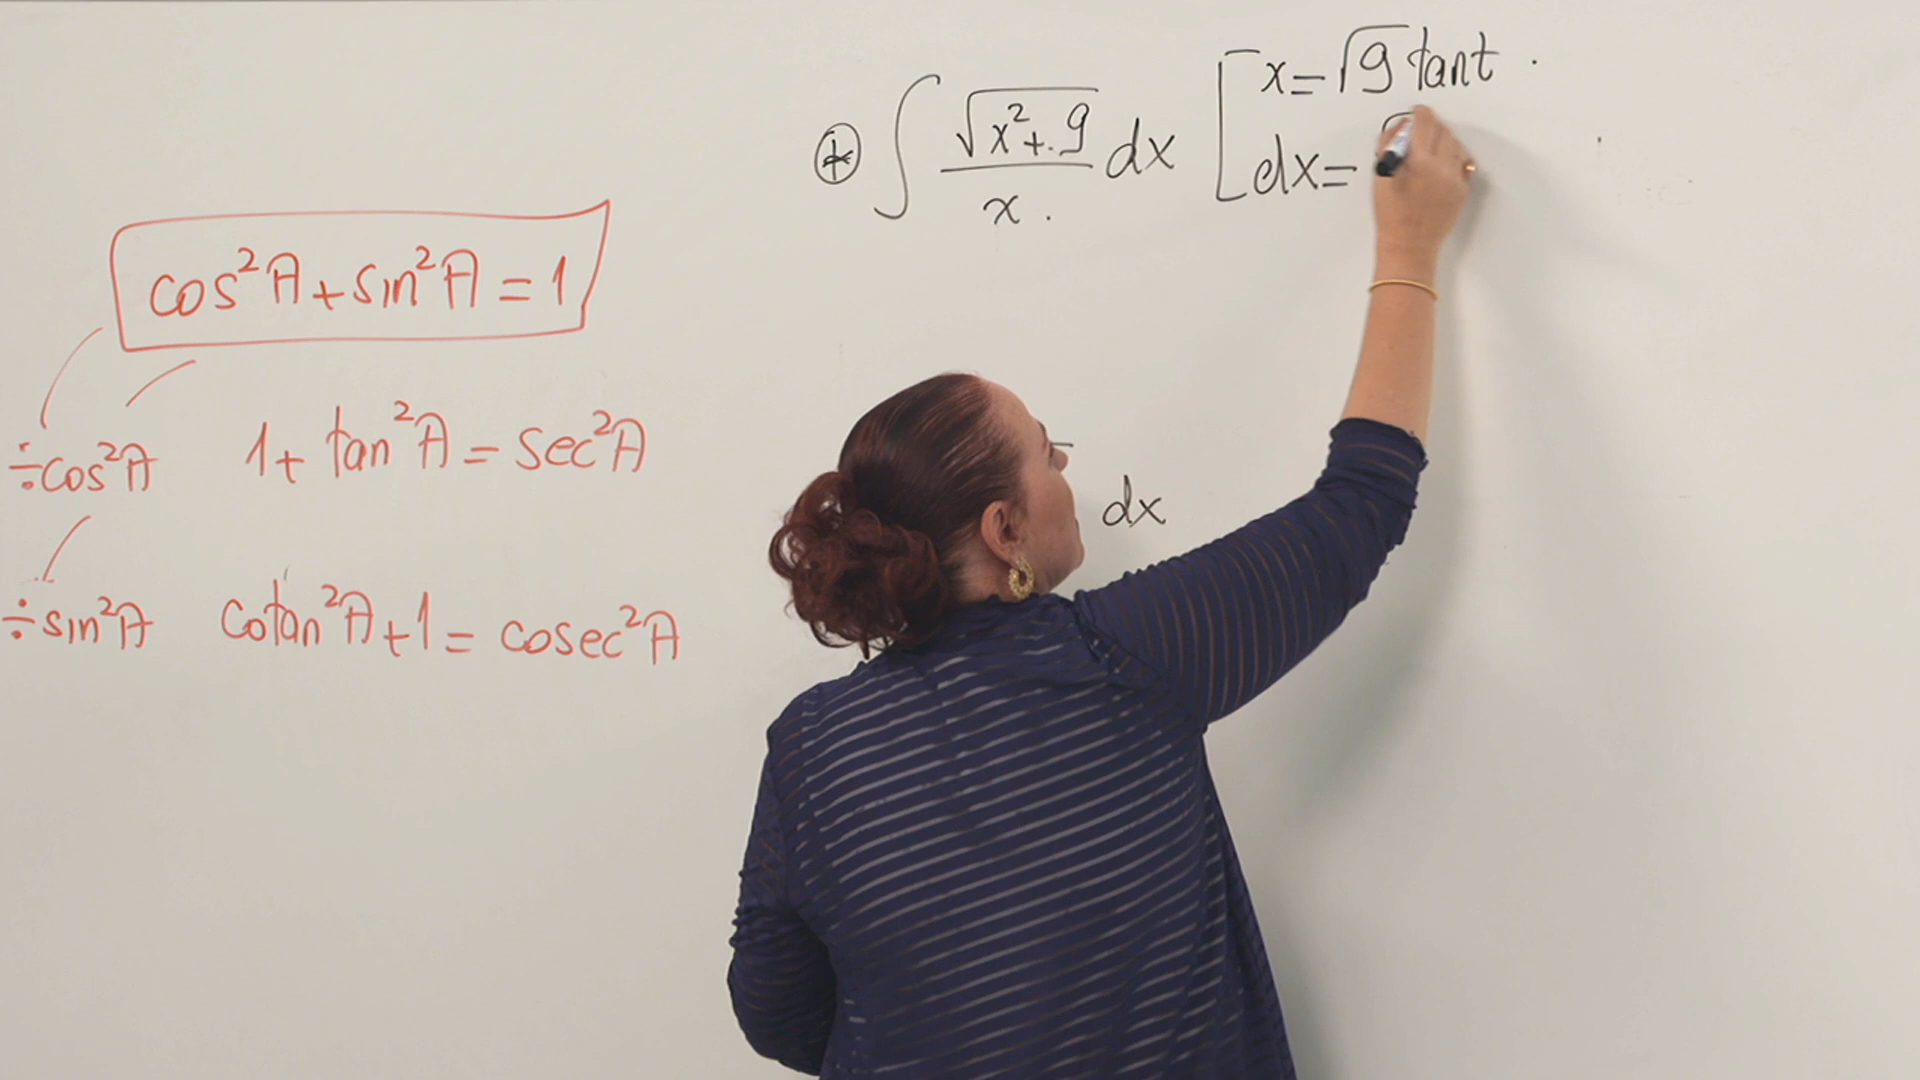 cos²A + sin²A = 1
÷cos²A 1 + tan²A = sec²A
÷sin²A cotan²A + 1 = cosec²A
∫ √(x²+9)/x dx [ x = √9 tant
dx =
dx